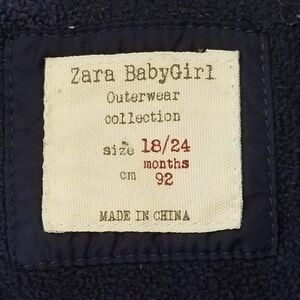 Zara BabyGirl
Outerwear
collection
size 18/24
months
cm 92
MADE IN CHINA